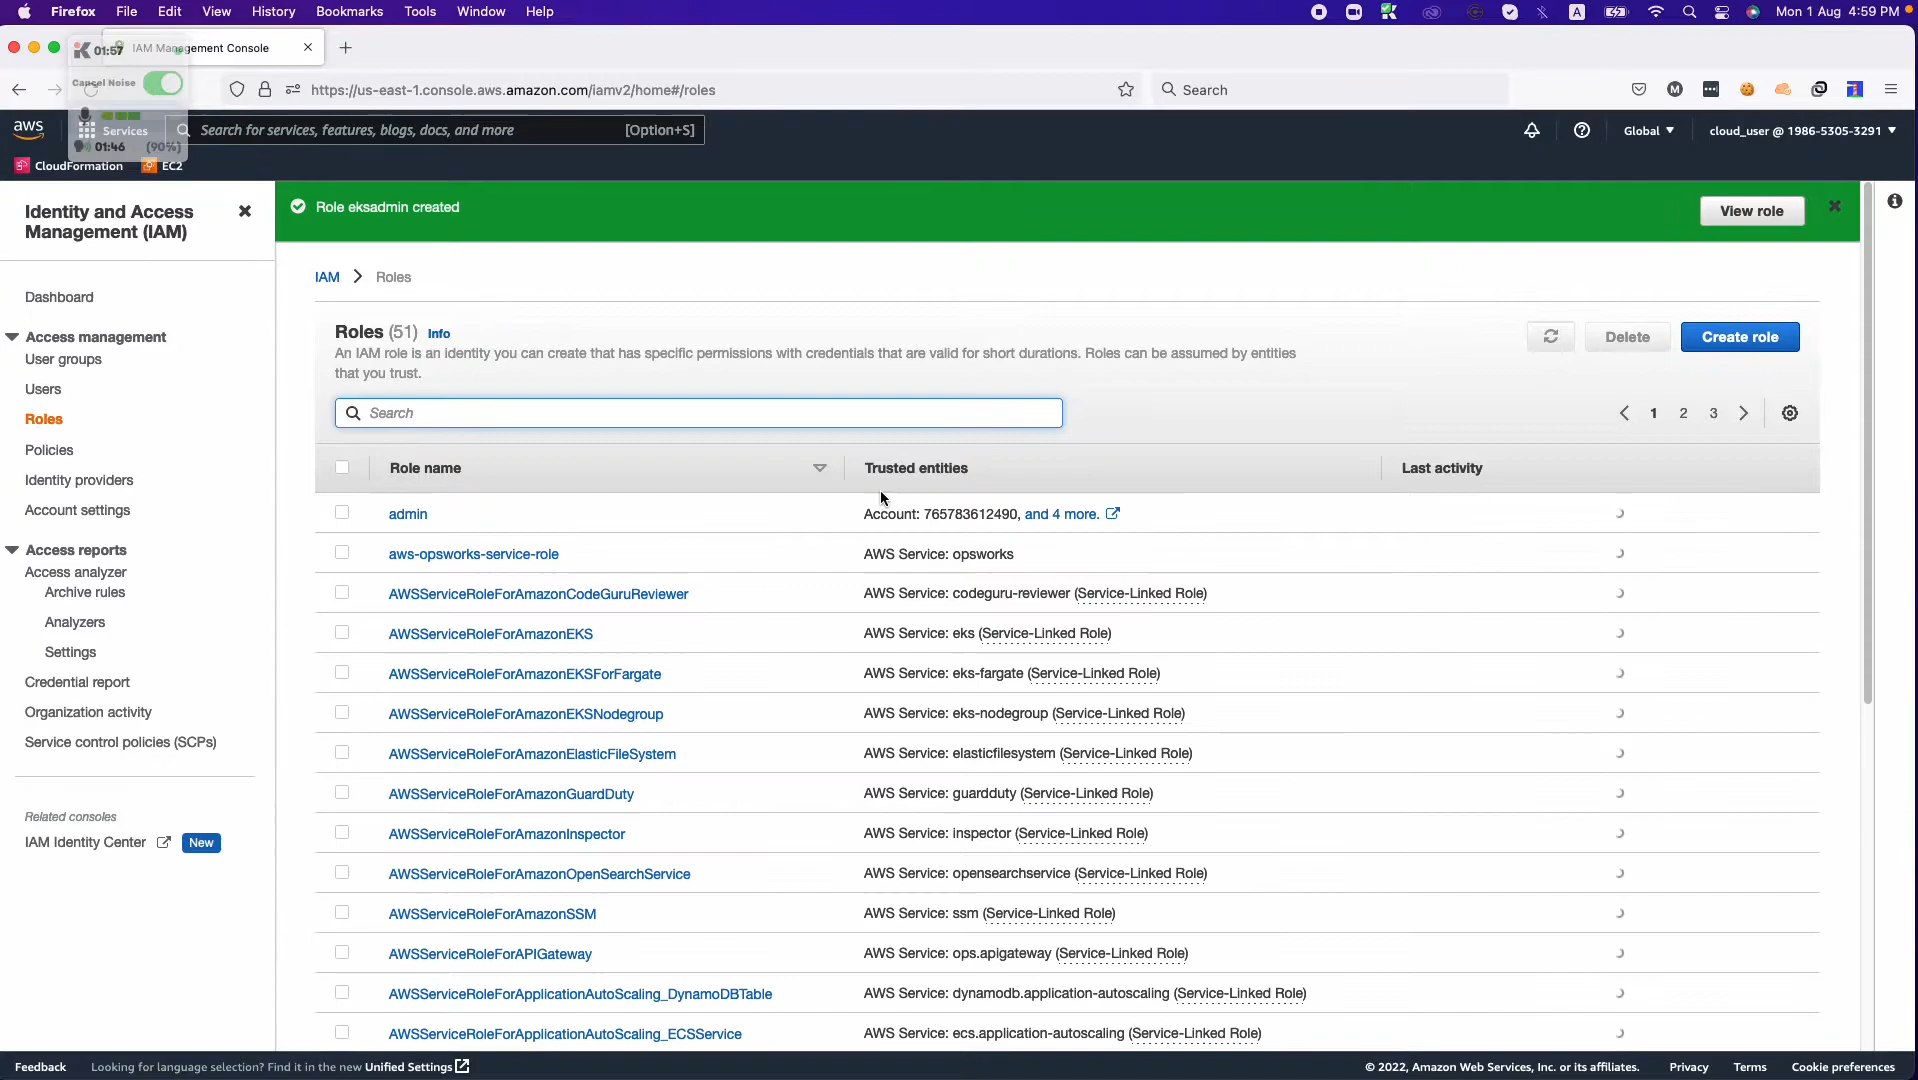 Firefox File Edit View History Bookmarks Tools Window Help
A
Mon 1 Aug 4:59 PM
01:57
IAM Management Console
Cancel Noise
https://us-east-1.console.aws.amazon.com/iamv2/home#/roles
Search
aws
Services
Search for services, features, blogs, docs, and more
[Option+S]
Global
cloud_user @ 1986-5305-3291
01:46 (90%)
CloudFormation
EC2
Identity and Access
Management (IAM)
Role eksadmin created
View role
IAM
Roles
Dashboard
Access management
User groups
Users
Roles
Policies
Identity providers
Account settings
Access reports
Access analyzer
Archive rules
Analyzers
Settings
Credential report
Organization activity
Service control policies (SCPs)
Related consoles
IAM Identity Center
New
Roles (51) Info
An IAM role is an identity you can create that has specific permissions with credentials that are valid for short durations. Roles can be assumed by entities
that you trust.
Delete
Create role
Search
1 2 3
Role name
Trusted entities
Last activity
admin
Account: 765783612490, and 4 more.
aws-opsworks-service-role
AWS Service: opsworks
AWSServiceRoleForAmazonCodeGuruReviewer
AWS Service: codeguru-reviewer (Service-Linked Role)
AWSServiceRoleForAmazonEKS
AWS Service: eks (Service-Linked Role)
AWSServiceRoleForAmazonEKSForFargate
AWS Service: eks-fargate (Service-Linked Role)
AWSServiceRoleForAmazonEKSNodegroup
AWS Service: eks-nodegroup (Service-Linked Role)
AWSServiceRoleForAmazonElasticFileSystem
AWS Service: elasticfilesystem (Service-Linked Role)
AWSServiceRoleForAmazonGuardDuty
AWS Service: guardduty (Service-Linked Role)
AWSServiceRoleForAmazonInspector
AWS Service: inspector (Service-Linked Role)
AWSServiceRoleForAmazonOpenSearchService
AWS Service: opensearchservice (Service-Linked Role)
AWSServiceRoleForAmazonSSM
AWS Service: ssm (Service-Linked Role)
AWSServiceRoleForAPIGateway
AWS Service: ops.apigateway (Service-Linked Role)
AWSServiceRoleForApplicationAutoScaling_DynamoDBTable
AWS Service: dynamodb.application-autoscaling (Service-Linked Role)
AWSServiceRoleForApplicationAutoScaling_ECSService
AWS Service: ecs.application-autoscaling (Service-Linked Role)
Feedback
Looking for language selection? Find it in the new Unified Settings
© 2022, Amazon Web Services, Inc. or its affiliates.
Privacy
Terms
Cookie preferences